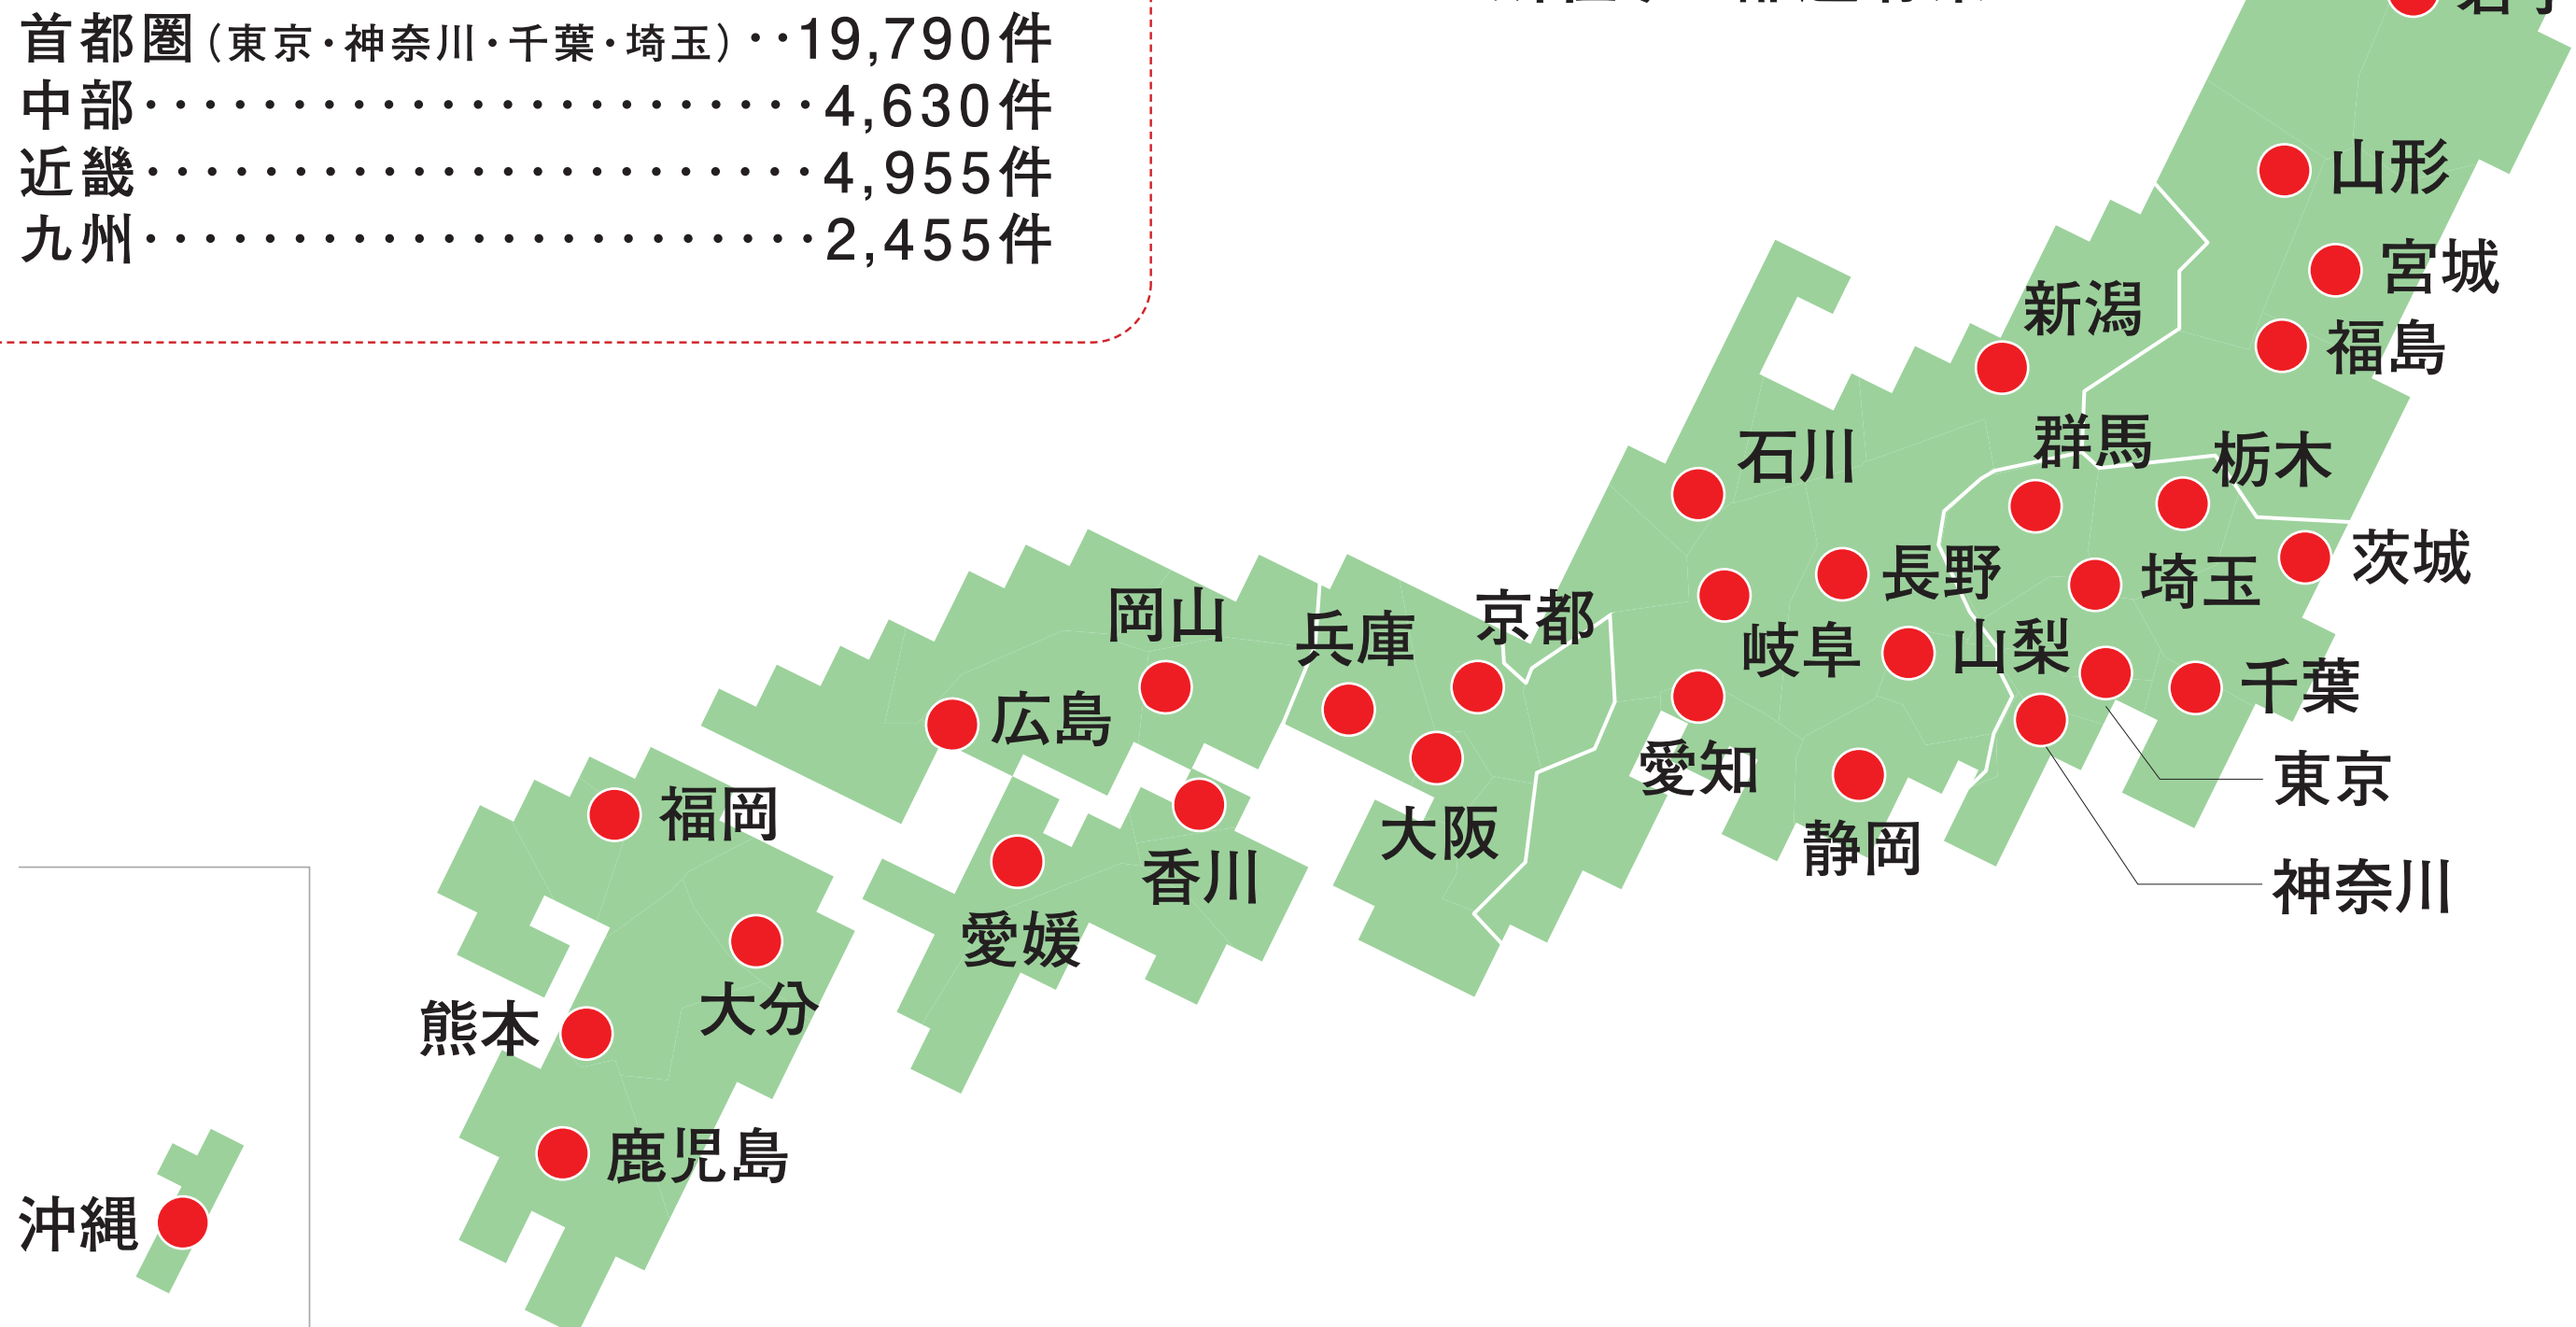 首都圏(東京・神奈川・千葉・埼玉)‥19,790件
中部・・・・・・・・・・・・・・・・・・・・・・・4,630件
近畿・・・・・・・・・・・・・・・・・・・・・・・4,955件
九州・・・・・・・・・・・・・・・・・・・・・・・2,455件
山形
宮城
新潟
福島
群馬
栃木
石川
茨城
長野
埼玉
岡山
兵庫
京都
岐阜
山梨
千葉
広島
愛知
東京
福岡
大阪
静岡
香川
神奈川
愛媛
大分
熊本
鹿児島
沖縄